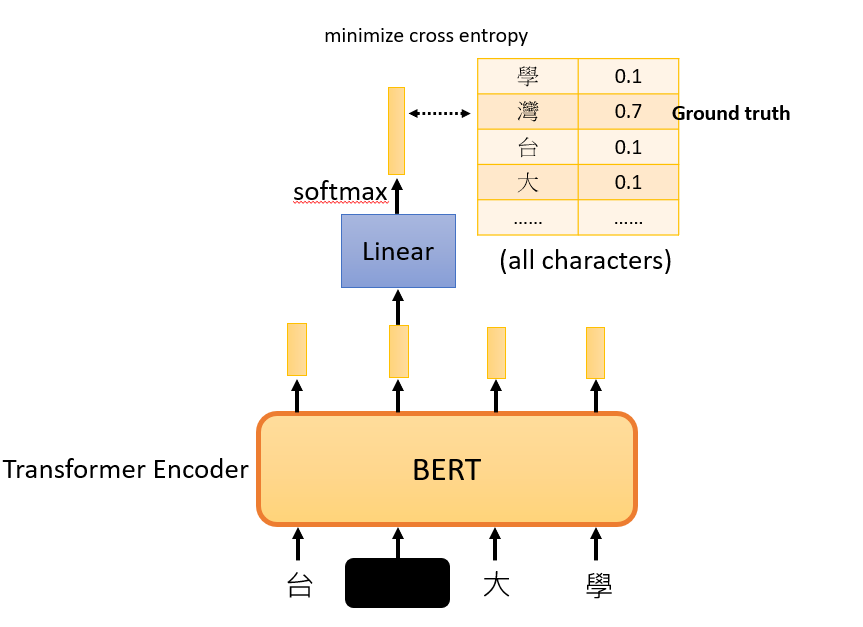 minimize cross entropy
學 0.1
灣 0.7
Ground truth
台 0.1
大 0.1
...... ......
softmax
Linear
(all characters)
Transformer Encoder
BERT
台
大
學